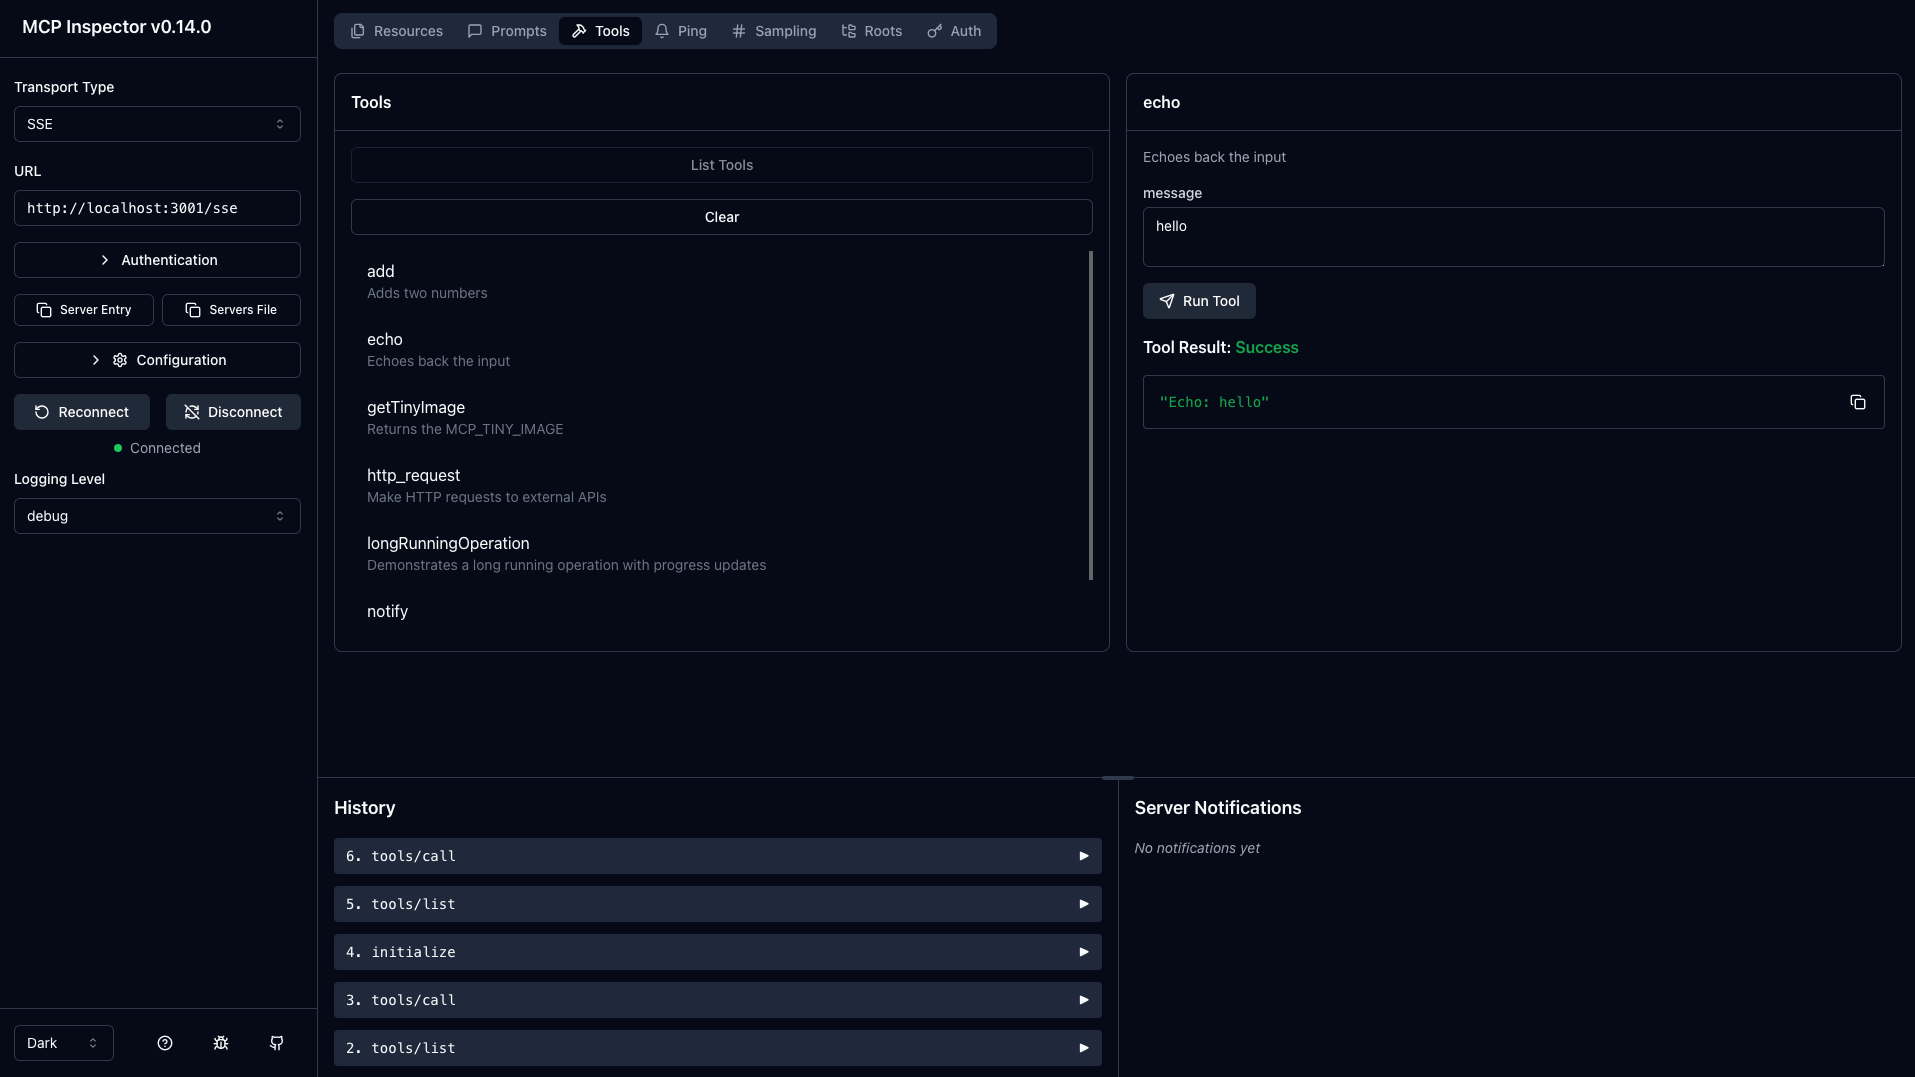 MCP Inspector v0.14.0
Transport Type
SSE
URL
http://localhost:3001/sse
Authentication
Server Entry
Servers File
Configuration
Reconnect
Disconnect
Connected
Logging Level
debug
Dark
Resources
Prompts
Tools
Ping
Sampling
Roots
Auth
Tools
List Tools
Clear
add
Adds two numbers
echo
Echoes back the input
getTinyImage
Returns the MCP_TINY_IMAGE
http_request
Make HTTP requests to external APIs
longRunningOperation
Demonstrates a long running operation with progress updates
notify
echo
Echoes back the input
message
hello
Run Tool
Tool Result: Success
"Echo: hello"
History
6. tools/call
5. tools/list
4. initialize
3. tools/call
2. tools/list
Server Notifications
No notifications yet